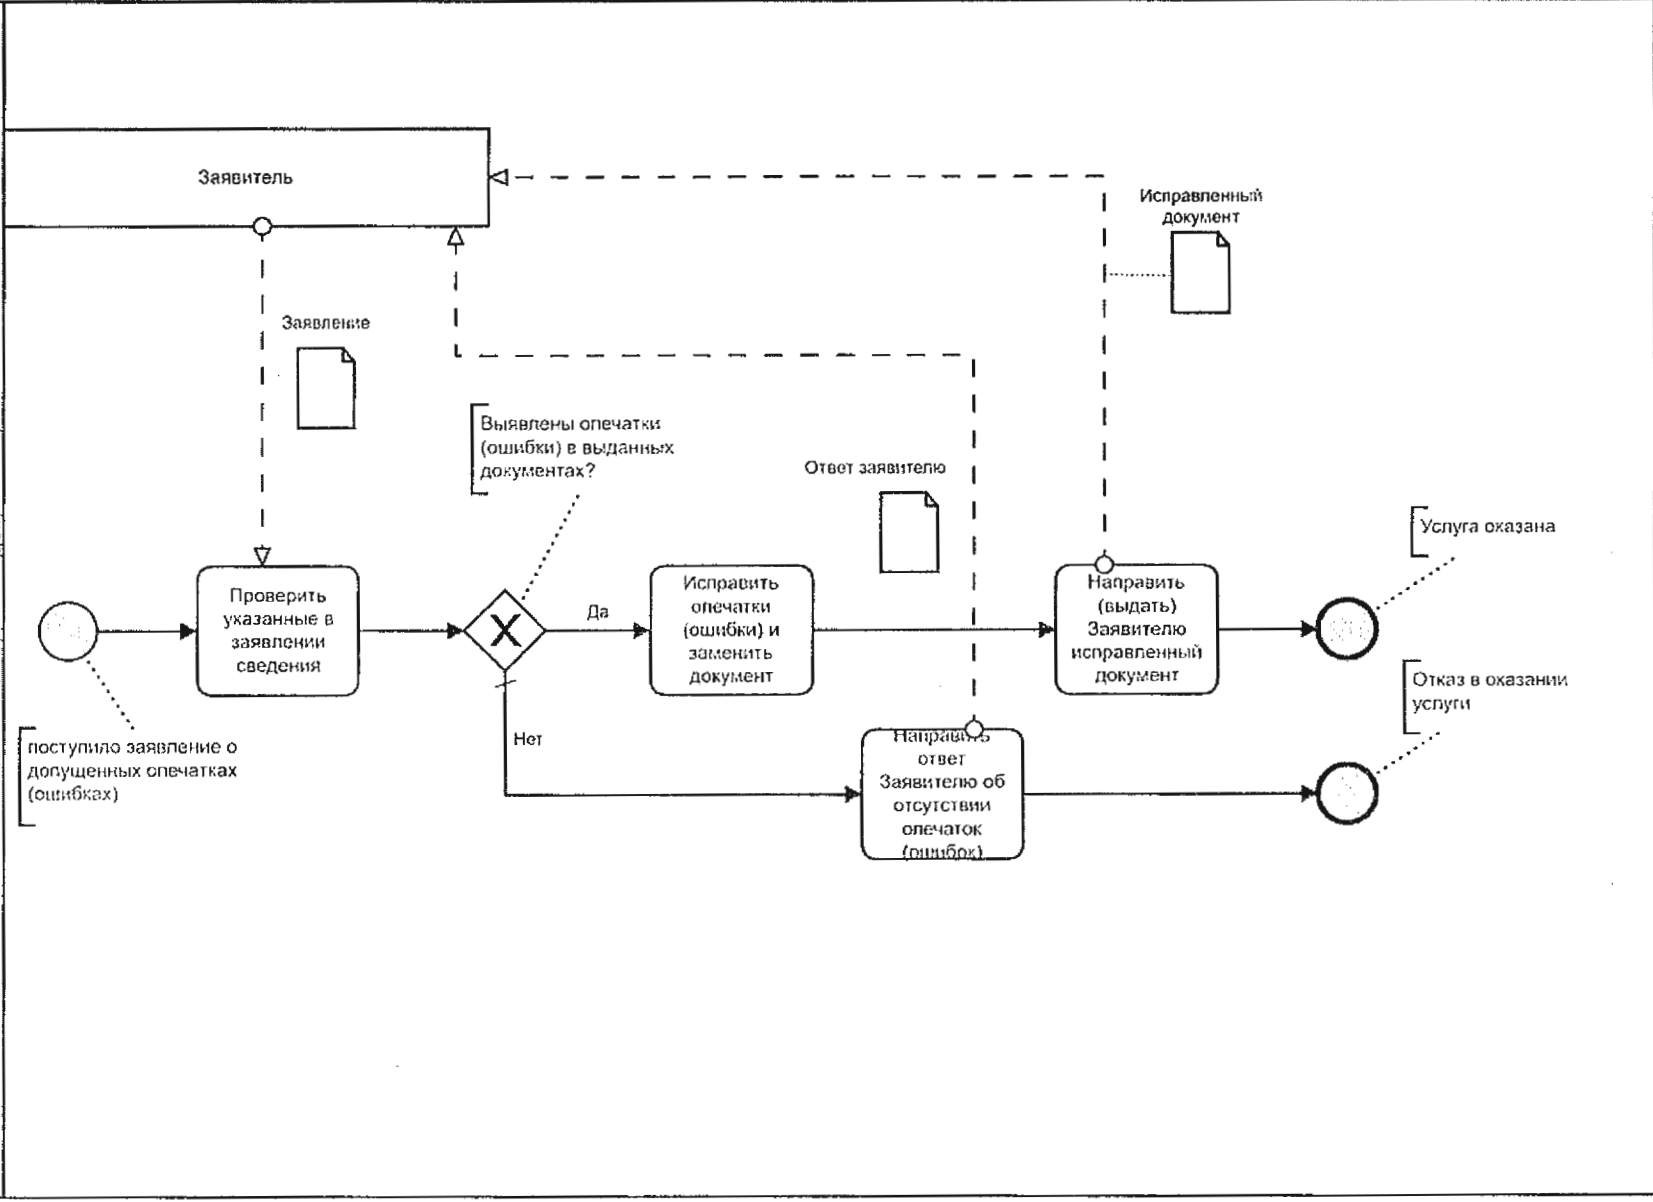 Заявитель
Исправленный
документ
Заявление
Выявлены опечатки
(ошибки) в выданных
документах?
Ответ заявителю
Услуга оказана
Проверить
указанные в
заявлении
сведения
Да
Исправить
опечатки
(ошибки) и
заменить
документ
Направить
(выдать)
Заявителю
исправленный
документ
Отказ в оказании
услуги
Нет
поступило заявление о
допущенных опечатках
(ошибках)
Направить
ответ
Заявителю об
отсутствии
опечаток
(ошибок)